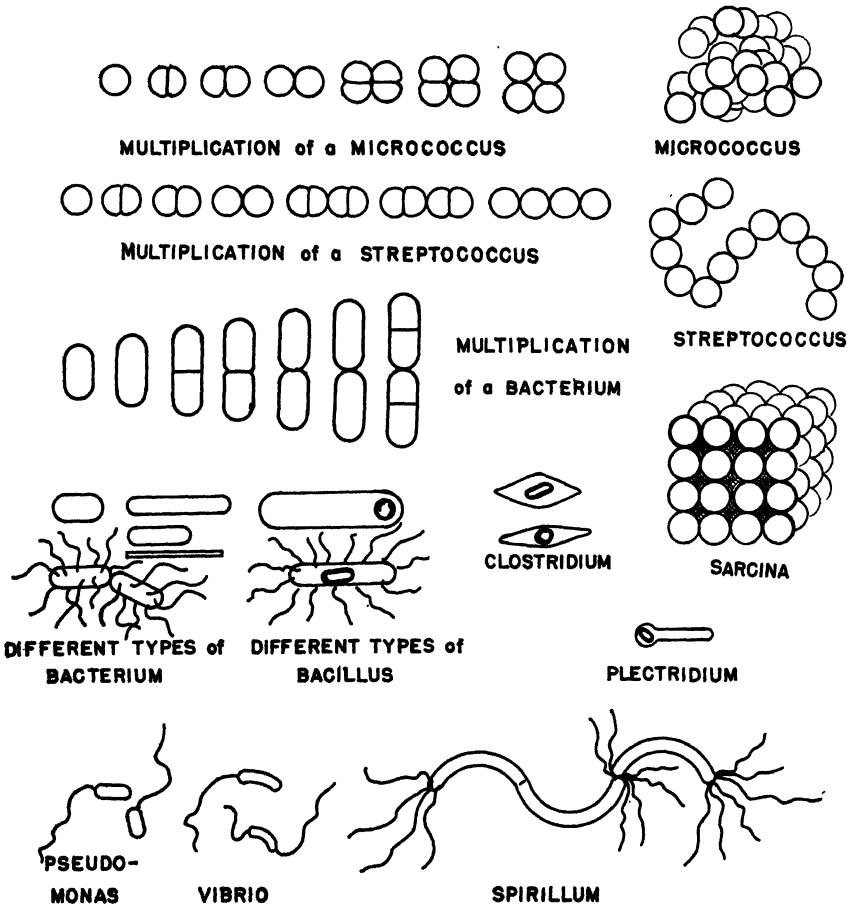 MULTIPLICATION of a MICROCOCCUS
MICROCOCCUS
MULTIPLICATION of a STREPTOCOCCUS
STREPTOCOCCUS
MULTIPLICATION
of a BACTERIUM
CLOSTRIDIUM
SARCINA
DIFFERENT TYPES of
BACTERIUM
DIFFERENT TYPES of
BACILLUS
PLECTRIDIUM
PSEUDO-
MONAS
VIBRIO
SPIRILLUM